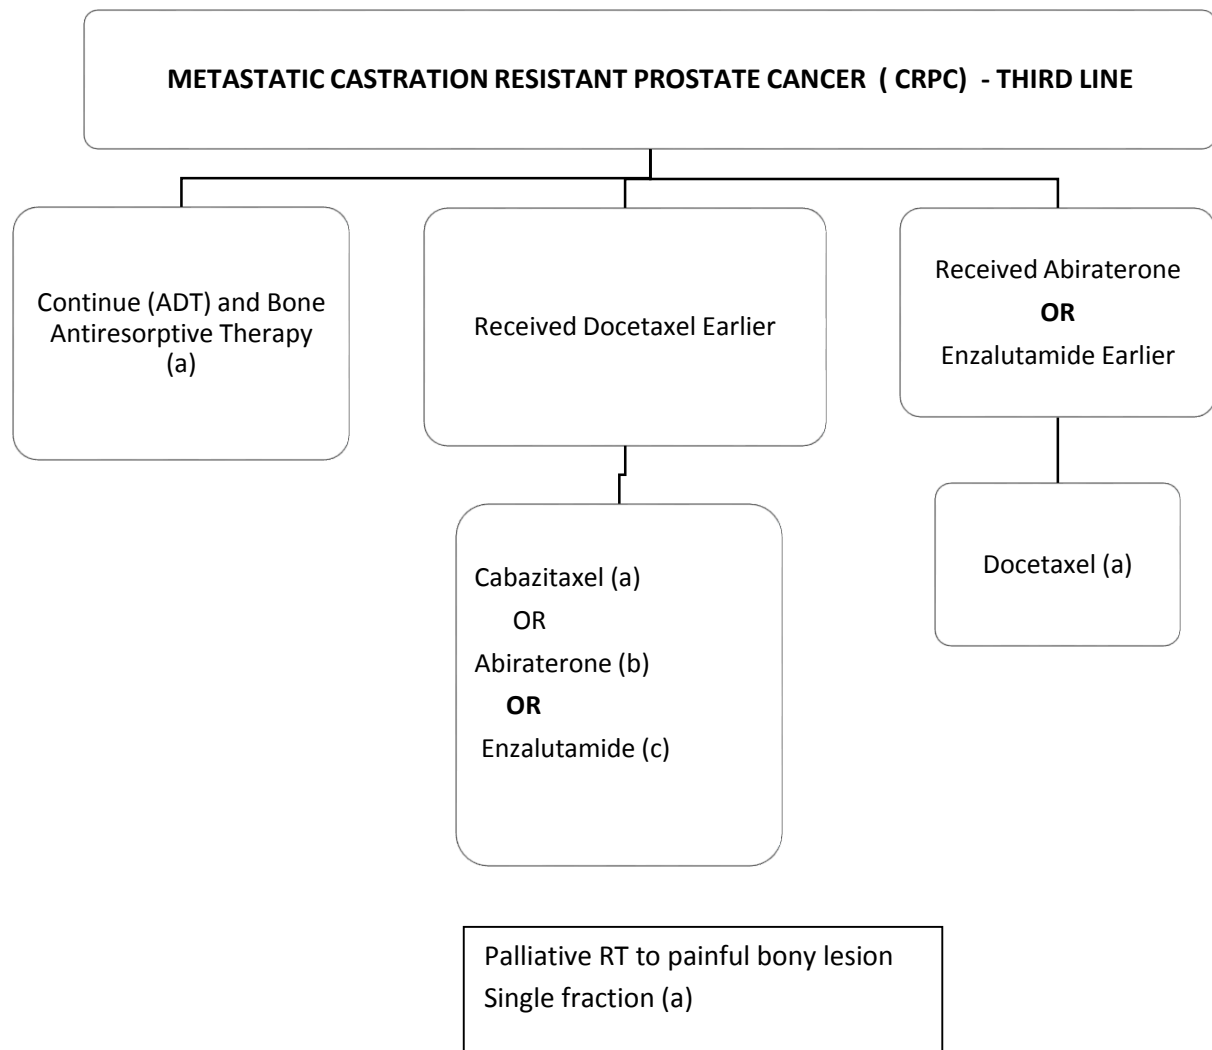 METASTATIC CASTRATION RESISTANT PROSTATE CANCER ( CRPC) - THIRD LINE
Continue (ADT) and Bone
Antiresorptive Therapy
(a)
Received Docetaxel Earlier
Received Abiraterone
OR
Enzalutamide Earlier
Cabazitaxel (a)
OR
Abiraterone (b)
OR
Enzalutamide (c)
Docetaxel (a)
Palliative RT to painful bony lesion
Single fraction (a)